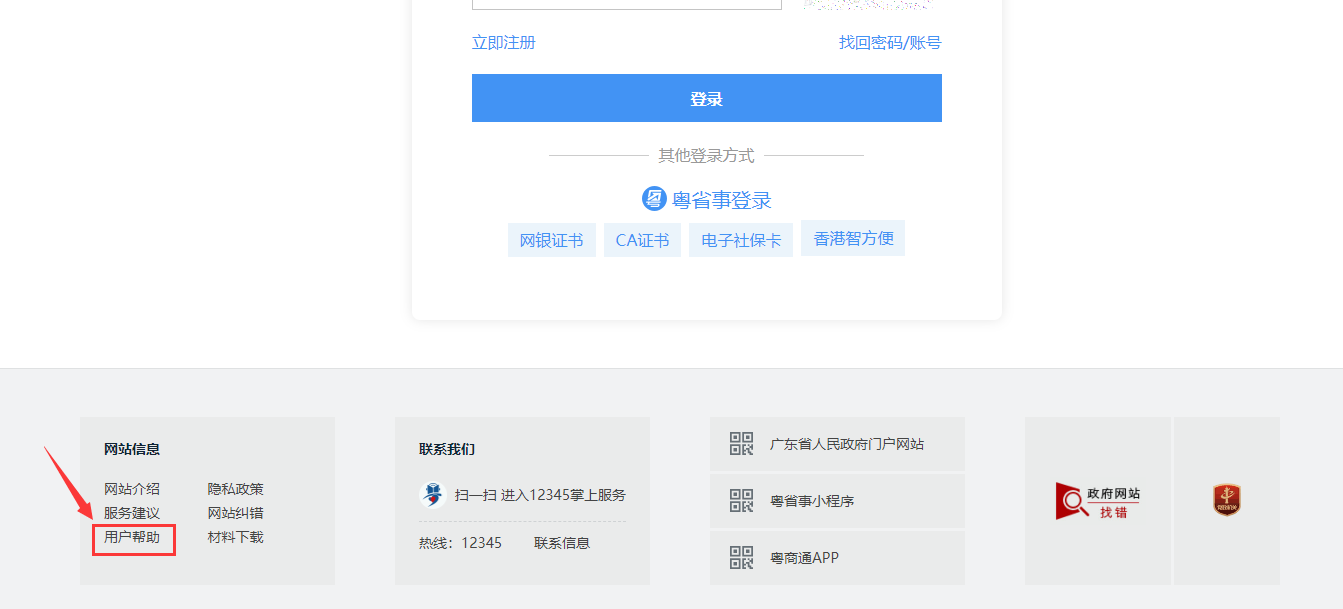 立即注册 找回密码/账号
登录
其他登录方式
粤省事登录
网银证书 CA证书 电子社保卡 香港智方便
网站信息
网站介绍 隐私政策
服务建议 网站纠错
用户帮助 材料下载
联系我们
扫一扫 进入12345掌上服务
热线：12345 联系信息
广东省人民政府门户网站
粤省事小程序
粤商通APP
政府网站
找错